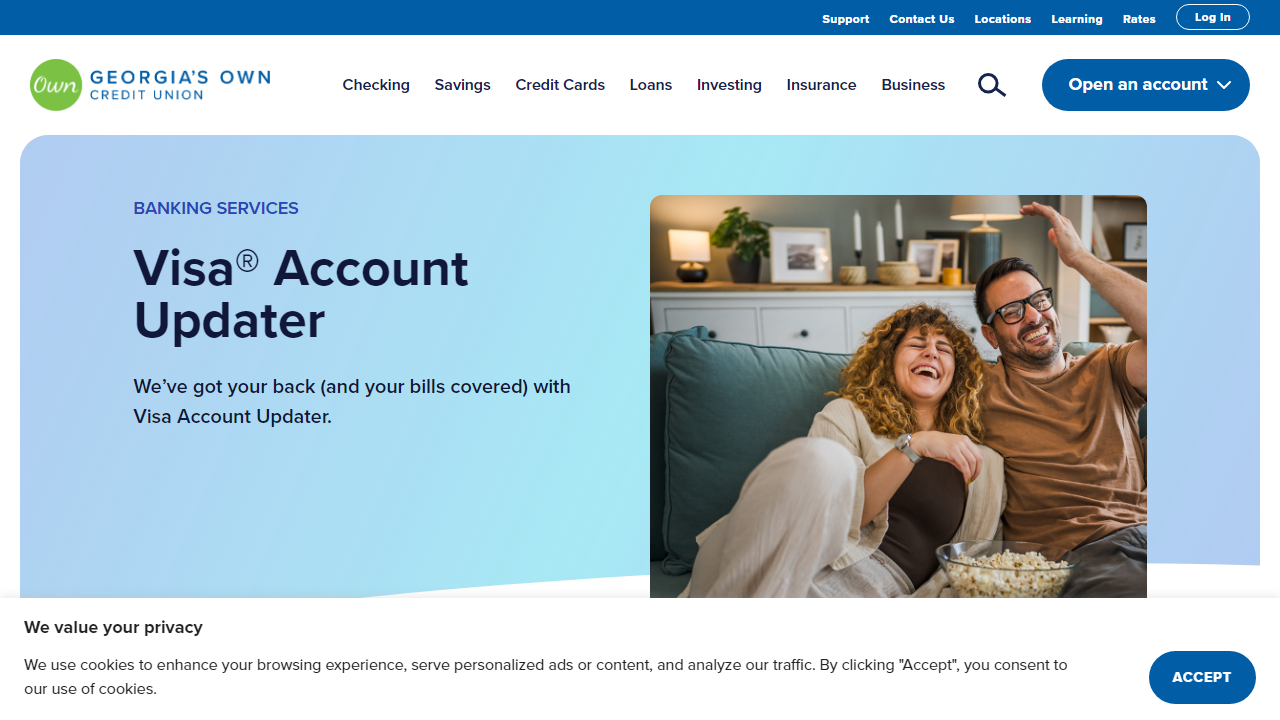 Support Contact Us Locations Learning Rates Log In
Own GEORGIA'S OWN
CREDIT UNION
Checking Savings Credit Cards Loans Investing Insurance Business Open an account
BANKING SERVICES
Visa® Account
Updater
We’ve got your back (and your bills covered) with
Visa Account Updater.
We value your privacy
We use cookies to enhance your browsing experience, serve personalized ads or content, and analyze our traffic. By clicking "Accept", you consent to
our use of cookies.
ACCEPT